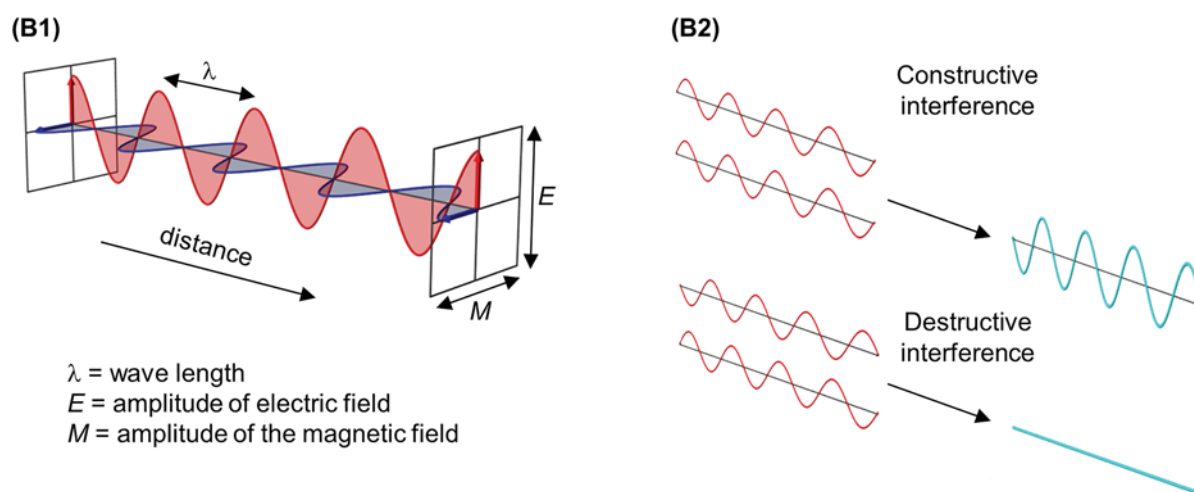 (B1)
λ
distance
E
M
λ = wave length
E = amplitude of electric field
M = amplitude of the magnetic field
(B2)
Constructive
interference
Destructive
interference